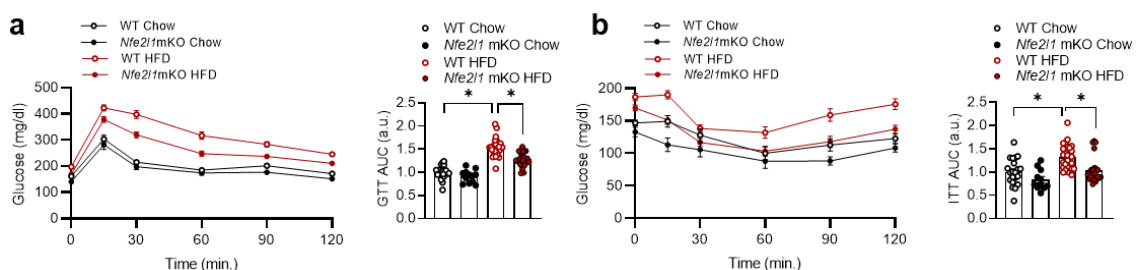 a
WT Chow
Nfe2l1mKO Chow
WT HFD
Nfe2l1mKO HFD
Glucose (mg/dl)
500
400
300
200
100
0
0
30
60
90
120
Time (min.)
WT Chow
Nfe2l1 mKO Chow
WT HFD
Nfe2l1 mKO HFD
GTT AUC (a.u.)
2.5
2.0
1.5
1.0
0.5
0.0
*
*
b
WT Chow
Nfe2l1mKO Chow
WT HFD
Nfe2l1mKO HFD
Glucose (mg/dl)
200
150
100
50
0
0
30
60
90
120
Time (min.)
WT Chow
Nfe2l1 mKO Chow
WT HFD
Nfe2l1 mKO HFD
ITT AUC (a.u.)
2.5
2.0
1.5
1.0
0.5
0.0
*
*